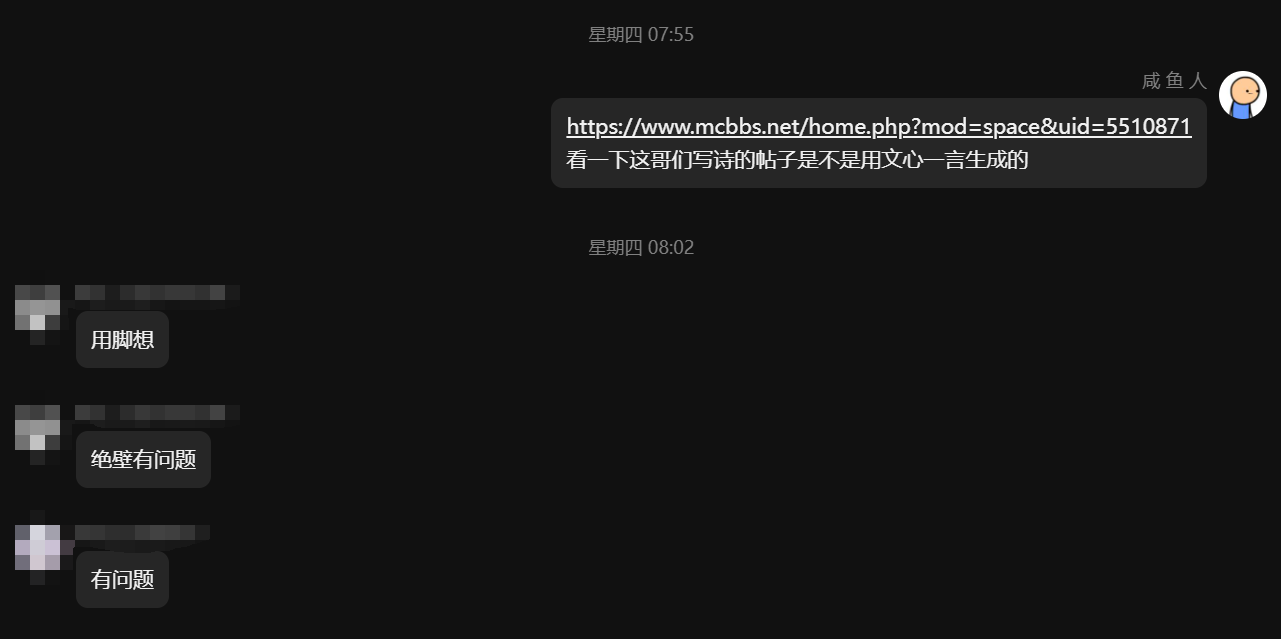 星期四 07:55
咸 鱼 人
https://www.mcbbs.net/home.php?mod=space&uid=5510871
看一下这哥们写诗的帖子是不是用文心一言生成的
星期四 08:02
用脚想
绝壁有问题
有问题